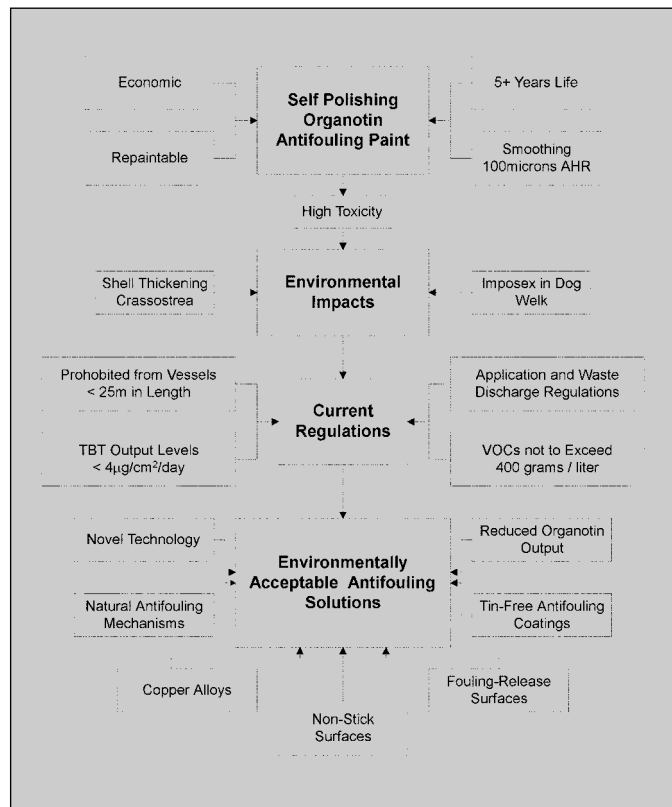 Economic
Self Polishing
Organotin
Antifouling Paint
5+ Years Life
Repaintable
Smoothing
100microns AHR
High Toxicity
Shell Thickening
Crassostrea
Environmental
Impacts
Imposex in Dog
Welk
Prohobited from Vessels
< 25m in Length
Current
Regulations
Application and Waste
Discharge Regulations
TBT Output Levels
< 4µg/cm²/day
VOCs not to Exceed
400 grams / liter
Novel Technology
Environmentally
Acceptable Antifouling
Solutions
Reduced Organotin
Output
Natural Antifouling
Mechanisms
Tin-Free Antifouling
Coatings
Copper Alloys
Non-Stick
Surfaces
Fouling-Release
Surfaces